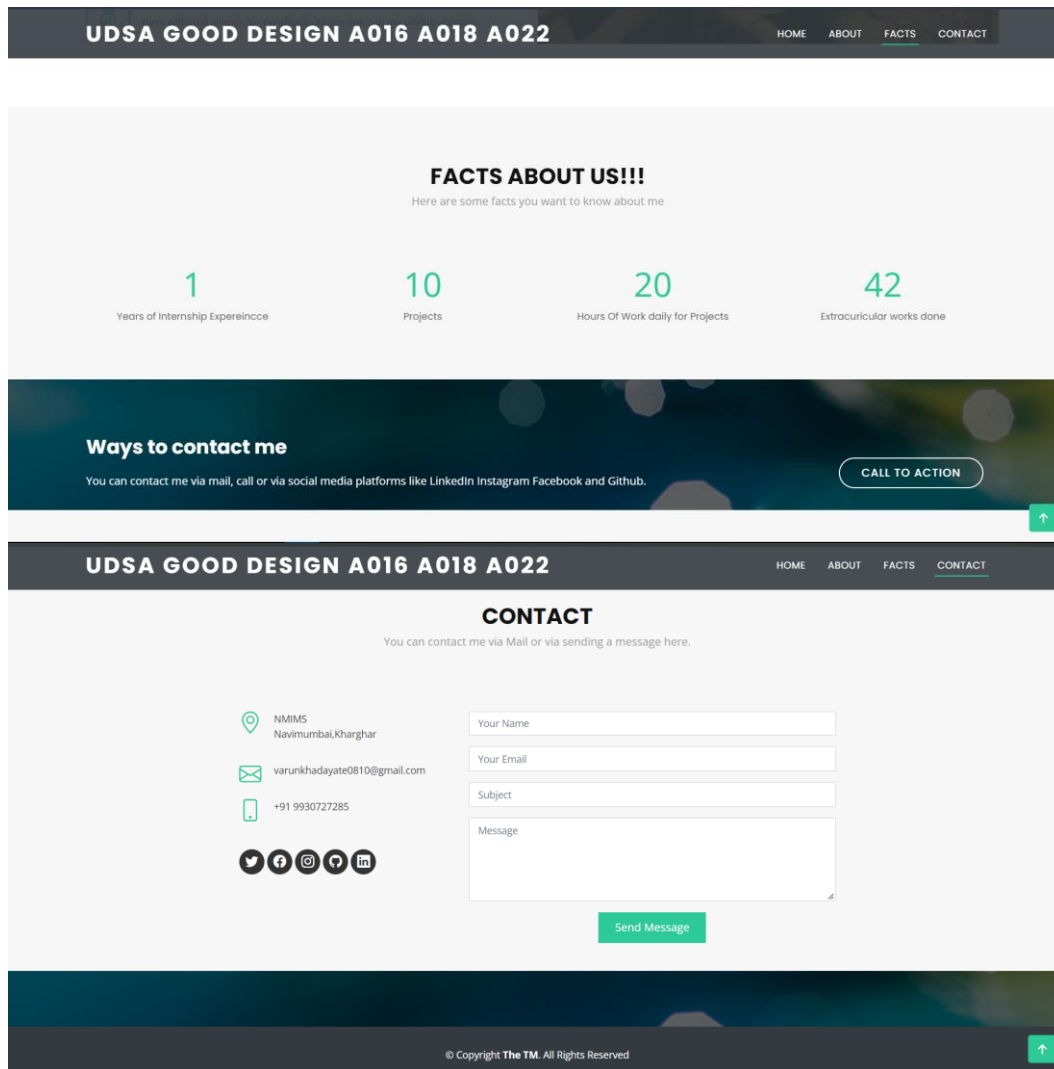 UDSA GOOD DESIGN A016 A018 A022
HOME ABOUT FACTS CONTACT
FACTS ABOUT US!!!
Here are some facts you want to know about me
1 10 20 42
Years of Internship Expereincce Projects Hours Of Work daily for Projects Extracuricular works done
Ways to contact me
You can contact me via mail, call or via social media platforms like LinkedIn Instagram Facebook and Github.
CALL TO ACTION
UDSA GOOD DESIGN A016 A018 A022
HOME ABOUT FACTS CONTACT
CONTACT
You can contact me via Mail or via sending a message here.
NMIMS
Navimumbai,Kharghar
varunkhadayate0810@gmail.com
+91 9930727285
Your Name
Your Email
Subject
Message
Send Message
© Copyright The TM. All Rights Reserved